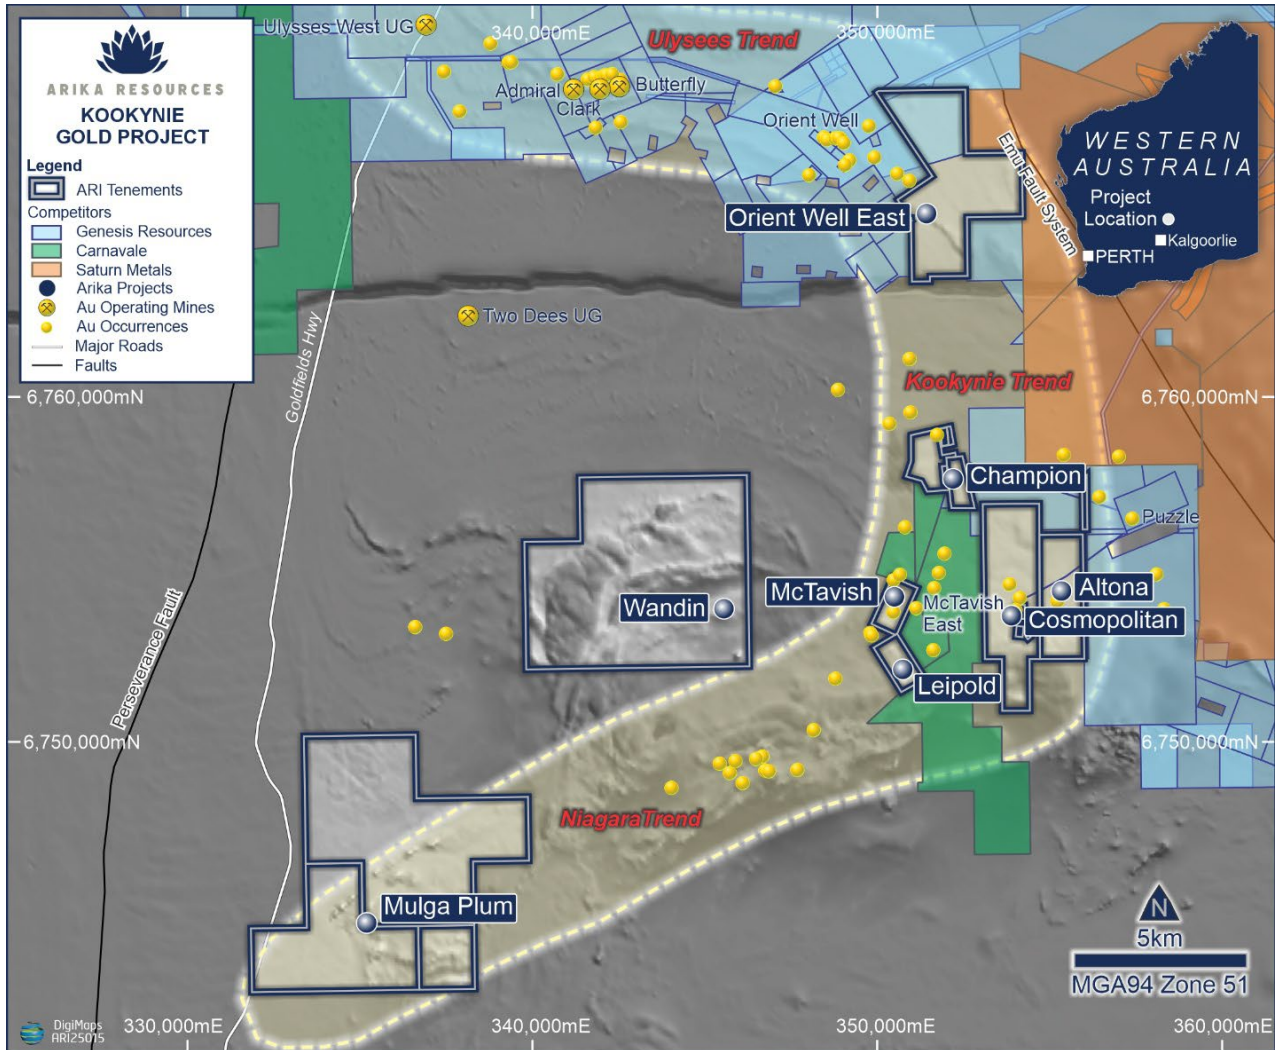 ARIKA RESOURCES
KOOKYNIE
GOLD PROJECT
Legend
ARI Tenements
Competitors
Genesis Resources
Carnavale
Saturn Metals
Arika Projects
Au Operating Mines
Au Occurrences
Major Roads
Faults
Ulysses West UG
340,000mE
350,000mE
Ulysees Trend
Admiral
Clark
Butterfly
Orient Well
Emu Fault System
WESTERN
AUSTRALIA
Project
Location
Kalgoorlie
PERTH
Orient Well East
Two Dees UG
Goldfields Hwy
Kookynie Trend
6,760,000mN
6,760,000mN
Champion
Puzzle
McTavish
McTavish
East
Altona
Cosmopolitan
Wandin
Leipold
Perseverance Fault
6,750,000mN
6,750,000mN
NiagaraTrend
Mulga Plum
N
5km
MGA94 Zone 51
DigiMaps
ARI25015
330,000mE
340,000mE
350,000mE
360,000mE